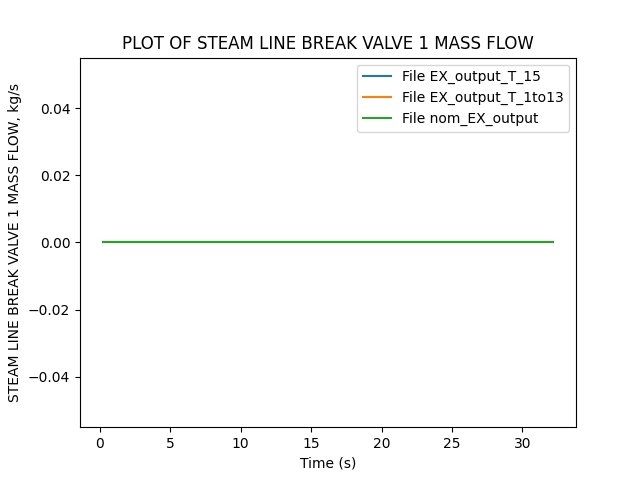 PLOT OF STEAM LINE BREAK VALVE 1 MASS FLOW
File EX_output_T_15
File EX_output_T_1to13
File nom_EX_output
STEAM LINE BREAK VALVE 1 MASS FLOW, kg/s
0.04
0.02
0.00
−0.02
−0.04
0 5 10 15 20 25 30
Time (s)